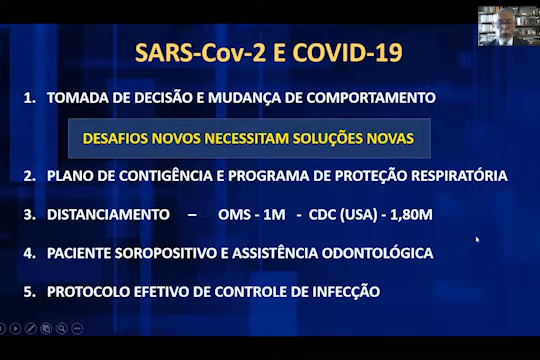 SARS-Cov-2 E COVID-19
1. TOMADA DE DECISÃO E MUDANÇA DE COMPORTAMENTO
DESAFIOS NOVOS NECESSITAM SOLUÇÕES NOVAS
2. PLANO DE CONTIGÊNCIA E PROGRAMA DE PROTEÇÃO RESPIRATÓRIA
3. DISTANCIAMENTO – OMS - 1M - CDC (USA) - 1,80M
4. PACIENTE SOROPOSITIVO E ASSISTÊNCIA ODONTOLÓGICA
5. PROTOCOLO EFETIVO DE CONTROLE DE INFECÇÃO